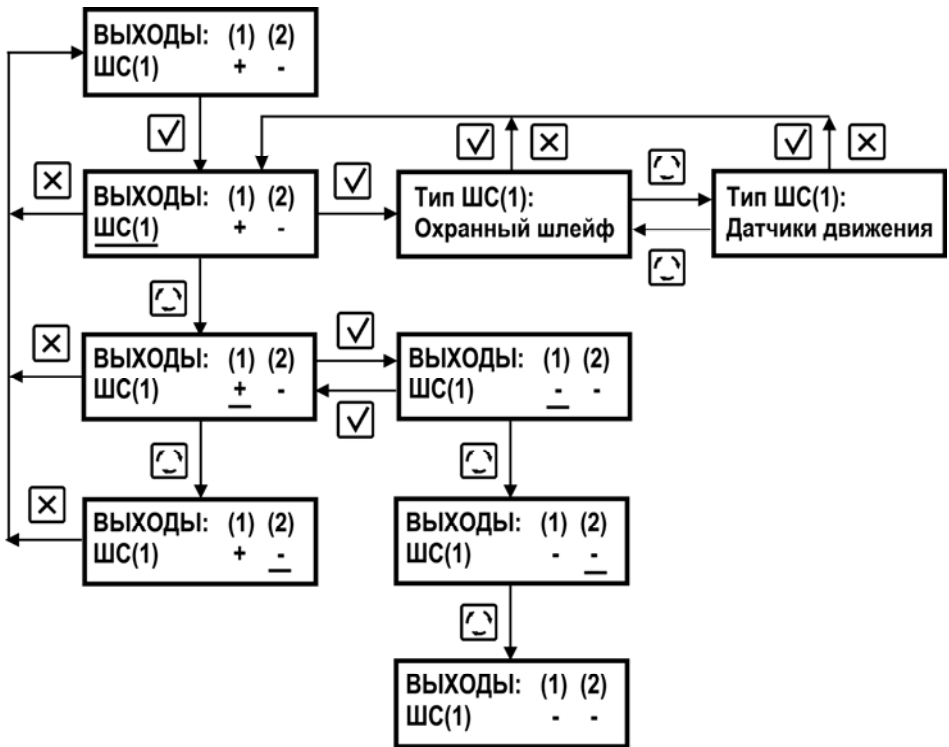 ВЫХОДЫ: (1) (2)
ШС(1) + -
ВЫХОДЫ: (1) (2)
ШС(1) + -
Тип ШС(1):
Охранный шлейф
Тип ШС(1):
Датчики движения
ВЫХОДЫ: (1) (2)
ШС(1) + -
ВЫХОДЫ: (1) (2)
ШС(1) - -
ВЫХОДЫ: (1) (2)
ШС(1) + -
ВЫХОДЫ: (1) (2)
ШС(1) - -
ВЫХОДЫ: (1) (2)
ШС(1) - -